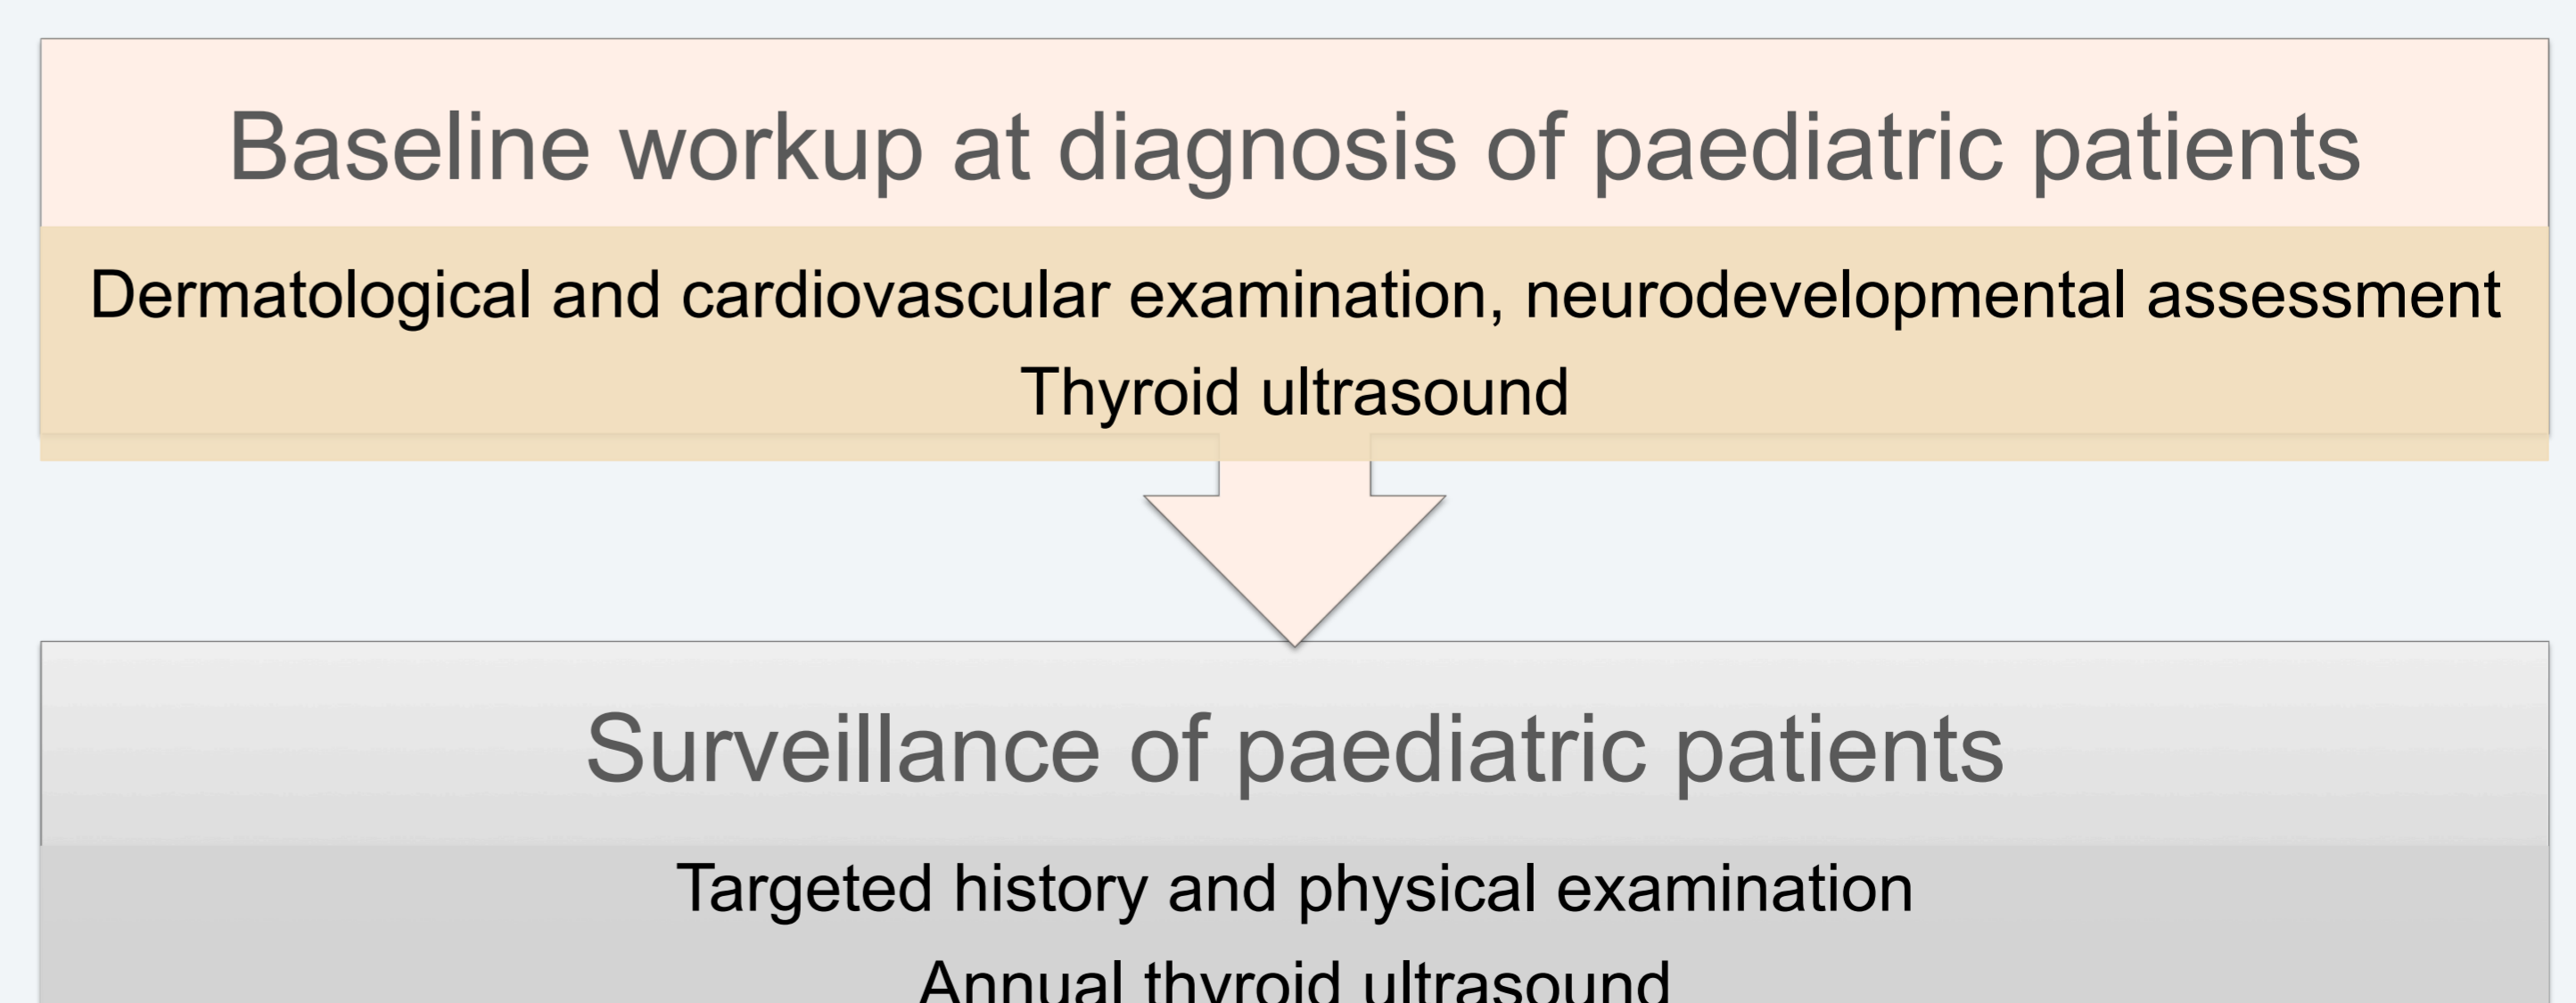 Baseline workup at diagnosis of paediatric patients
Dermatological and cardiovascular examination, neurodevelopmental assessment
Thyroid ultrasound
Surveillance of paediatric patients
Targeted history and physical examination
Annual thyroid ultrasound